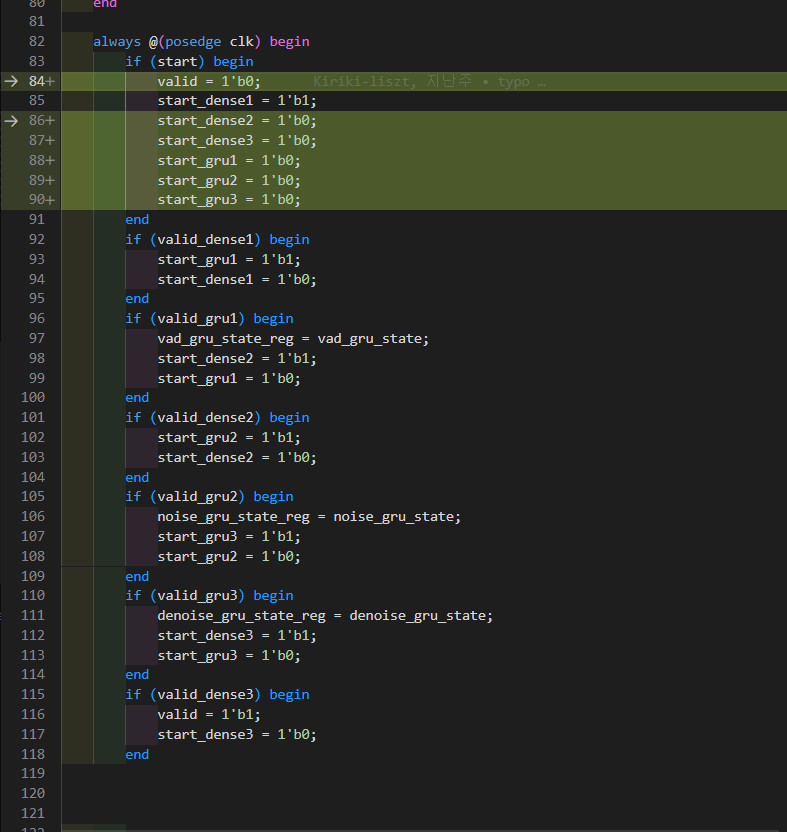 80 end
81
82 always @(posedge clk) begin
83 if (start) begin
84+ valid = 1'b0; Kiriki-liszt, 지난주 • typo …
85 start_dense1 = 1'b1;
86+ start_dense2 = 1'b0;
87+ start_dense3 = 1'b0;
88+ start_gru1 = 1'b0;
89+ start_gru2 = 1'b0;
90+ start_gru3 = 1'b0;
91 end
92 if (valid_dense1) begin
93 start_gru1 = 1'b1;
94 start_dense1 = 1'b0;
95 end
96 if (valid_gru1) begin
97 vad_gru_state_reg = vad_gru_state;
98 start_dense2 = 1'b1;
99 start_gru1 = 1'b0;
100 end
101 if (valid_dense2) begin
102 start_gru2 = 1'b1;
103 start_dense2 = 1'b0;
104 end
105 if (valid_gru2) begin
106 noise_gru_state_reg = noise_gru_state;
107 start_gru3 = 1'b1;
108 start_gru2 = 1'b0;
109 end
110 if (valid_gru3) begin
111 denoise_gru_state_reg = denoise_gru_state;
112 start_dense3 = 1'b1;
113 start_gru3 = 1'b0;
114 end
115 if (valid_dense3) begin
116 valid = 1'b1;
117 start_dense3 = 1'b0;
118 end
119
120
121